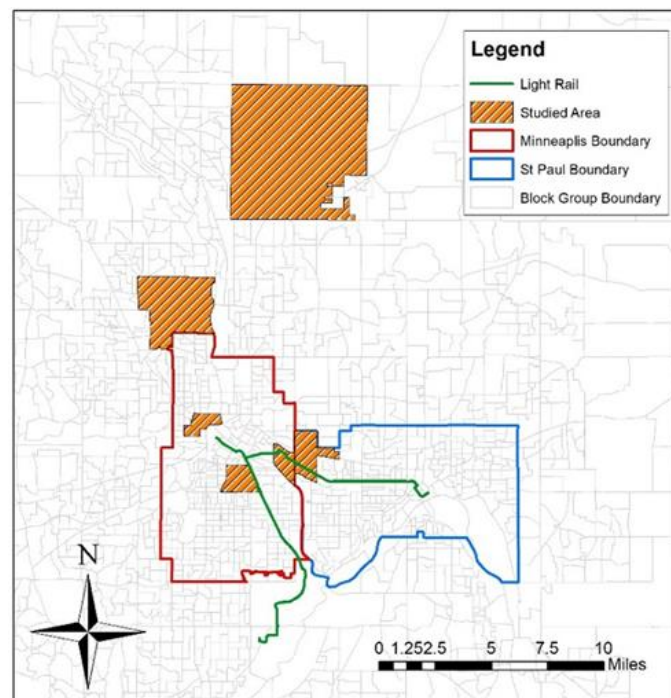 Legend
Light Rail
Studied Area
Minneaplis Boundary
St Paul Boundary
Block Group Boundary
N
0 1.252.5 5 7.5 10
Miles